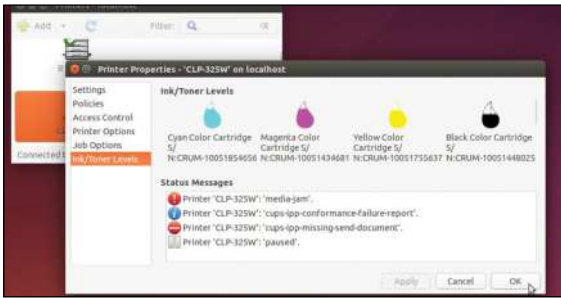 Add
Filter:
Printer Properties - 'CLP-325W' on localhost
Settings
Policies
Access Control
Printer Options
Job Options
Ink/Toner Levels
Ink/Toner Levels
Cyan Color Cartridge Magenta Color Yellow Color Black Color Cartridge
S/ Cartridge S/ Cartridge S/ S/
N:CRUM-10051854656 N:CRUM-10051434681 N:CRUM-10051755637 N:CRUM-10051448025
Status Messages
Printer 'CLP-325W': 'media-jam'.
Printer 'CLP-325W': 'cups-ipp-conformance-failure-report'.
Printer 'CLP-325W': 'cups-ipp-missing-send-document'.
Printer 'CLP-325W': 'paused'.
Connected
Apply Cancel OK